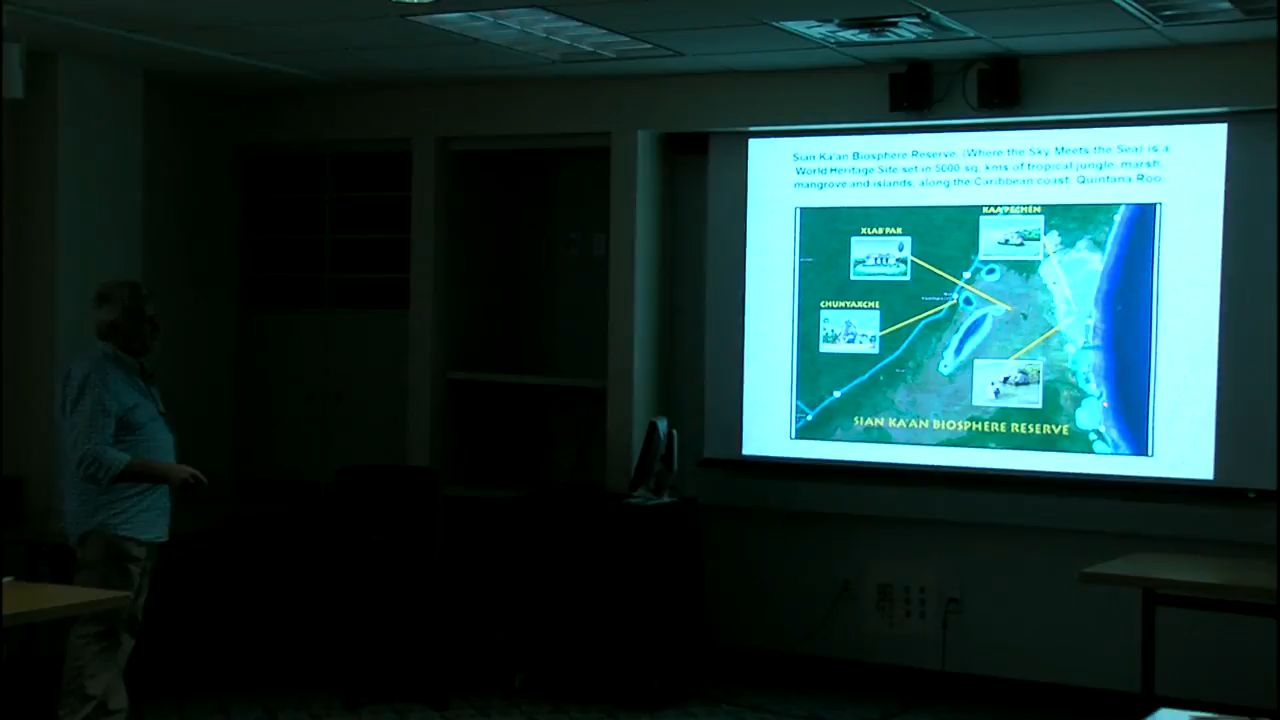 Sian Ka'an Biosphere Reserve, (Where the Sky Meets the Sea) is a
World Heritage Site set in 5000 sq. kms of tropical jungle, marsh,
mangrove and islands, along the Caribbean coast, Quintana Roo.
XLAB'PAK
CHUNYAXCHE
SIAN KA'AN BIOSPHERE RESERVE